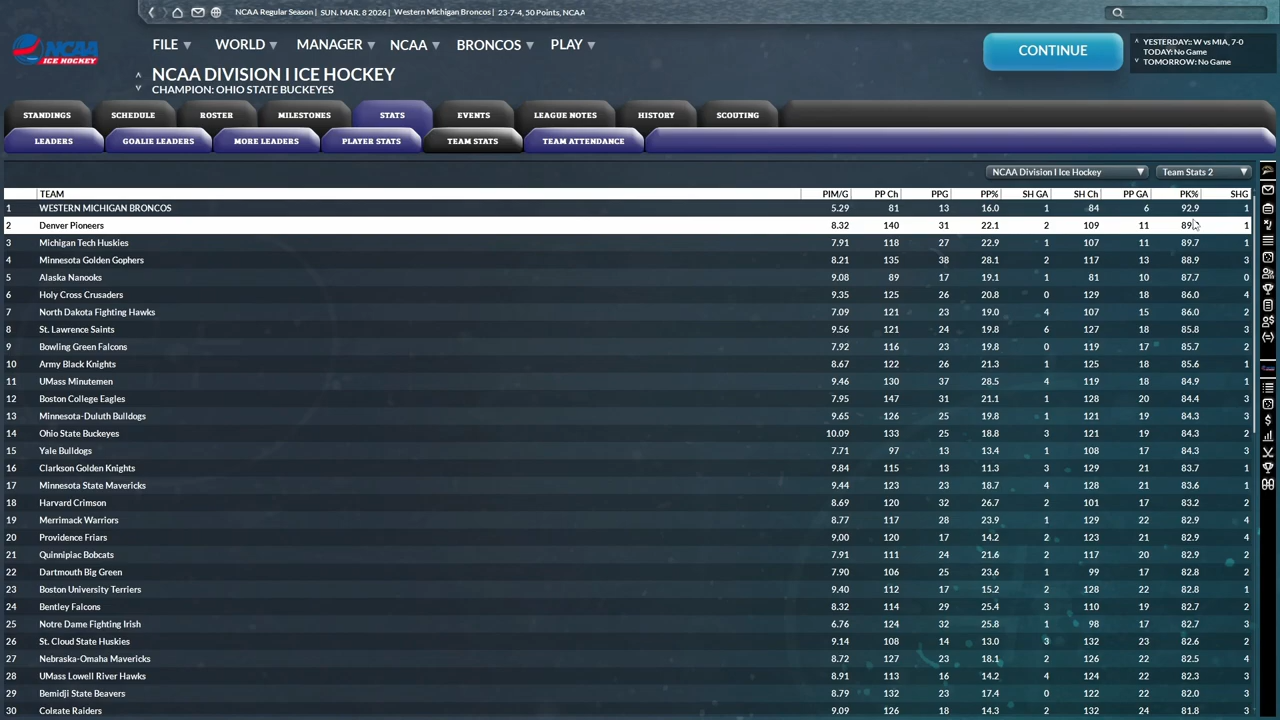 NCAA Regular Season | SUN. MAR. 8 2026 | Western Michigan Broncos | 23-7-4, 50 Points, NCAA
NCAA
ICE HOCKEY
FILE WORLD MANAGER NCAA BRONCOS PLAY
CONTINUE
YESTERDAY: W vs MIA, 7-0
TODAY: No Game
TOMORROW: No Game
NCAA DIVISION I ICE HOCKEY
CHAMPION: OHIO STATE BUCKEYES
STANDINGS SCHEDULE ROSTER MILESTONES STATS EVENTS LEAGUE NOTES HISTORY SCOUTING
LEADERS GOALIE LEADERS MORE LEADERS PLAYER STATS TEAM STATS TEAM ATTENDANCE
NCAA Division I Ice Hockey Team Stats 2
TEAM PIM/G PP Ch PPG PP% SH GA SH Ch PP GA PK% SHG
1 WESTERN MICHIGAN BRONCOS 5.29 81 13 16.0 1 84 6 92.9 1
2 Denver Pioneers 8.32 140 31 22.1 2 109 11 89. 1
3 Michigan Tech Huskies 7.91 118 27 22.9 1 107 11 89.7 1
4 Minnesota Golden Gophers 8.21 135 38 28.1 2 117 13 88.9 3
5 Alaska Nanooks 9.08 89 17 19.1 1 81 10 87.7 0
6 Holy Cross Crusaders 9.35 125 26 20.8 0 129 18 86.0 4
7 North Dakota Fighting Hawks 7.09 121 23 19.0 4 107 15 86.0 2
8 St. Lawrence Saints 9.56 121 24 19.8 6 127 18 85.8 3
9 Bowling Green Falcons 7.92 116 23 19.8 0 119 17 85.7 2
10 Army Black Knights 8.67 122 26 21.3 1 125 18 85.6 1
11 UMass Minutemen 9.46 130 37 28.5 4 119 18 84.9 1
12 Boston College Eagles 7.95 147 31 21.1 1 128 20 84.4 3
13 Minnesota-Duluth Bulldogs 9.65 126 25 19.8 1 121 19 84.3 3
14 Ohio State Buckeyes 10.09 133 25 18.8 3 121 19 84.3 2
15 Yale Bulldogs 7.71 97 13 13.4 1 108 17 84.3 3
16 Clarkson Golden Knights 9.84 115 13 11.3 3 129 21 83.7 1
17 Minnesota State Mavericks 9.44 123 23 18.7 4 128 21 83.6 1
18 Harvard Crimson 8.69 120 32 26.7 2 101 17 83.2 2
19 Merrimack Warriors 8.77 117 28 23.9 1 129 22 82.9 4
20 Providence Friars 9.00 120 17 14.2 2 123 21 82.9 4
21 Quinnipiac Bobcats 7.91 111 24 21.6 2 117 20 82.9 2
22 Dartmouth Big Green 7.90 106 25 23.6 1 99 17 82.8 2
23 Boston University Terriers 9.40 112 17 15.2 2 128 22 82.8 1
24 Bentley Falcons 8.32 114 29 25.4 3 110 19 82.7 2
25 Notre Dame Fighting Irish 6.76 124 32 25.8 1 98 17 82.7 3
26 St. Cloud State Huskies 9.14 108 14 13.0 3 132 23 82.6 2
27 Nebraska-Omaha Mavericks 8.72 127 23 18.1 2 126 22 82.5 4
28 UMass Lowell River Hawks 8.91 113 16 14.2 4 124 22 82.3 3
29 Bemidji State Beavers 8.79 132 23 17.4 0 122 22 82.0 3
30 Colgate Raiders 9.09 126 18 14.3 2 132 24 81.8 3